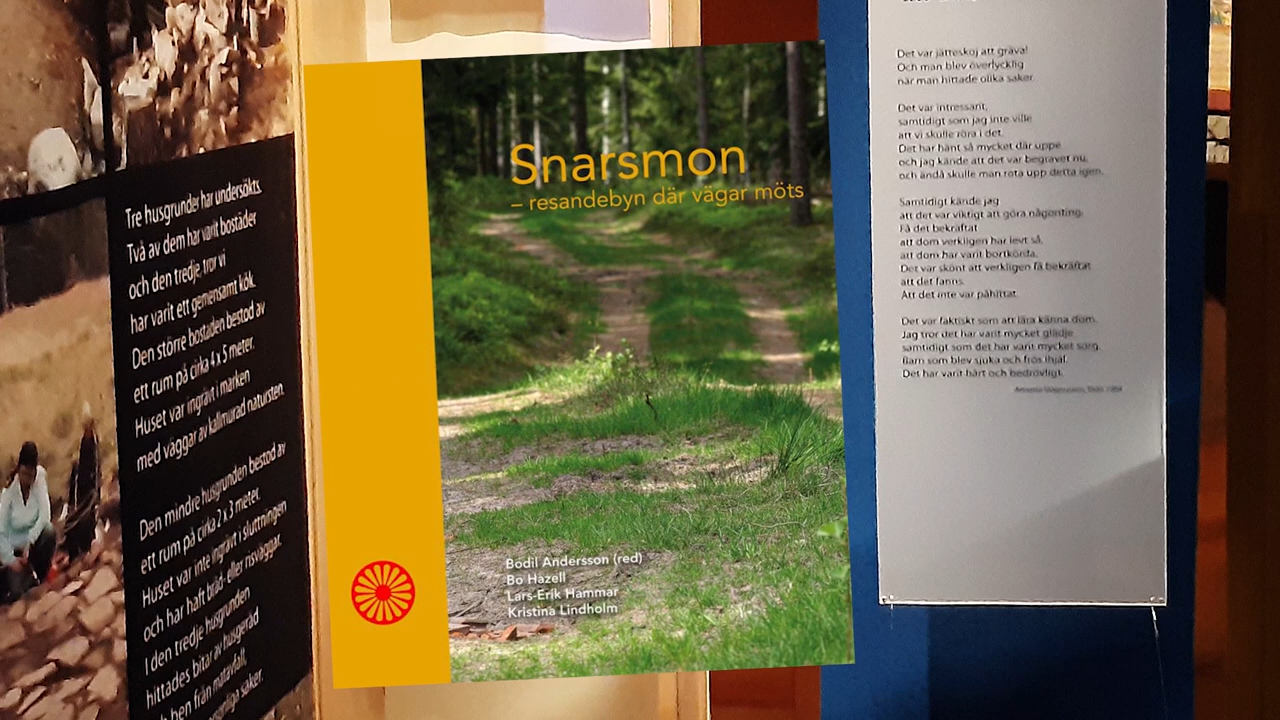 Tre husgrunder har undersökts.
Två av dem har varit bostäder
och den tredje, tror vi
har varit ett gemensamt kök.
Den större bostaden bestod av
ett rum på cirka 4 x 5 meter.
Huset var ingrävt i marken
med väggar av kallmurad natursten.
Den mindre husgrunden bestod av
ett rum på cirka 2 x 3 meter.
Huset var inte ingrävt i sluttningen
och har haft bräd- eller risväggar.
I den tredje husgrunden
hittades bitar av husgeråd
ben från matavfall,
saker.
Snarsmon
– resandebyn där vägar möts
Bodil Andersson (red)
Bo Hazell
Lars-Erik Hammar
Kristina Lindholm
Det var jätteskoj att gräva!
Och man blev överlycklig
när man hittade olika saker.
Det var intressant,
samtidigt som jag inte ville
att vi skulle röra i det.
Det har hänt så mycket där uppe
och jag kände att det var begravet nu,
och ändå skulle man rota upp detta igen.
Samtidigt kände jag
att det var viktigt att göra någonting.
Få det bekräftat
att dom verkligen har levt så,
att dom har varit bortkörda.
Det var skönt att verkligen få bekräftat
att det fanns.
Att det inte var påhittat.
Det var faktiskt som att lära känna dom.
Jag tror det har varit mycket glädje
samtidigt som det har varit mycket sorg.
Barn som blev sjuka och frös ihjäl.
Det har varit hårt och bedrövligt.